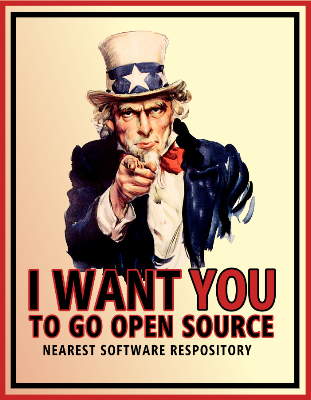 I WANT YOU
TO GO OPEN SOURCE
NEAREST SOFTWARE RESPOSITORY